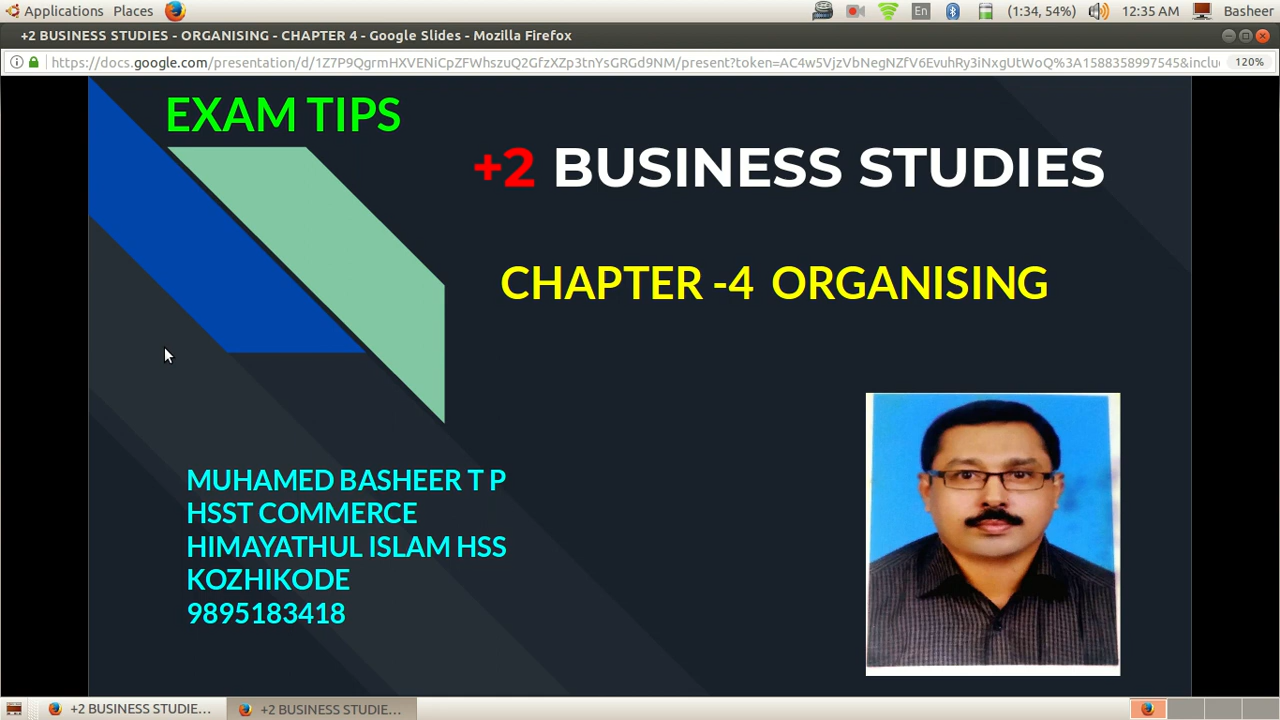 Applications Places En (1:34, 54%) 12:35 AM Basheer
+2 BUSINESS STUDIES - ORGANISING - CHAPTER 4 - Google Slides - Mozilla Firefox
https://docs.google.com/presentation/d/1Z7P9QgrmHXVENiCpZFWhszuQ2GfzXZp3tnYsGRGd9NM/present?token=AC4w5VjzVbNegNZfV6EvuhRy3iNxgUtWoQ%3A1588358997545&inclu 120%
EXAM TIPS
+2 BUSINESS STUDIES
CHAPTER -4 ORGANISING
MUHAMED BASHEER T P
HSST COMMERCE
HIMAYATHUL ISLAM HSS
KOZHIKODE
9895183418
+2 BUSINESS STUDIE... +2 BUSINESS STUDIE...